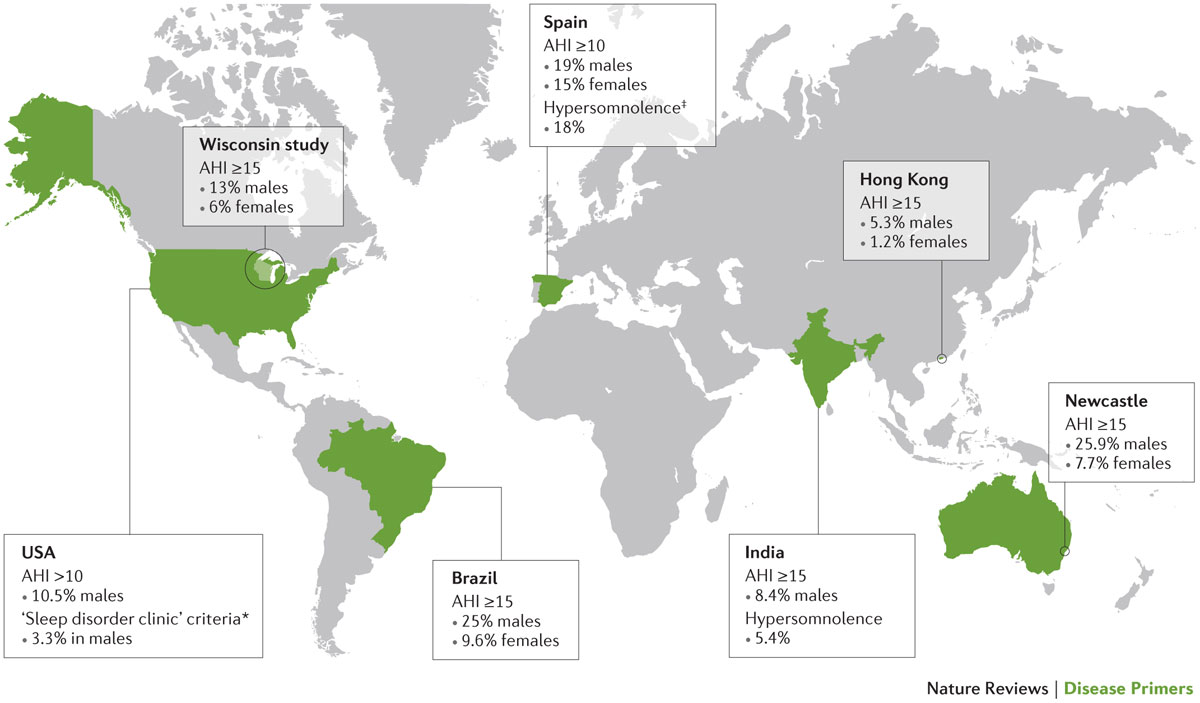 Spain
AHI ≥10
• 19% males
• 15% females
Hypersomnolence‡
• 18%
Wisconsin study
AHI ≥15
• 13% males
• 6% females
Hong Kong
AHI ≥15
• 5.3% males
• 1.2% females
Newcastle
AHI ≥15
• 25.9% males
• 7.7% females
USA
AHI >10
• 10.5% males
‘Sleep disorder clinic’ criteria*
• 3.3% in males
Brazil
AHI ≥15
• 25% males
• 9.6% females
India
AHI ≥15
• 8.4% males
Hypersomnolence
• 5.4%
Nature Reviews | Disease Primers